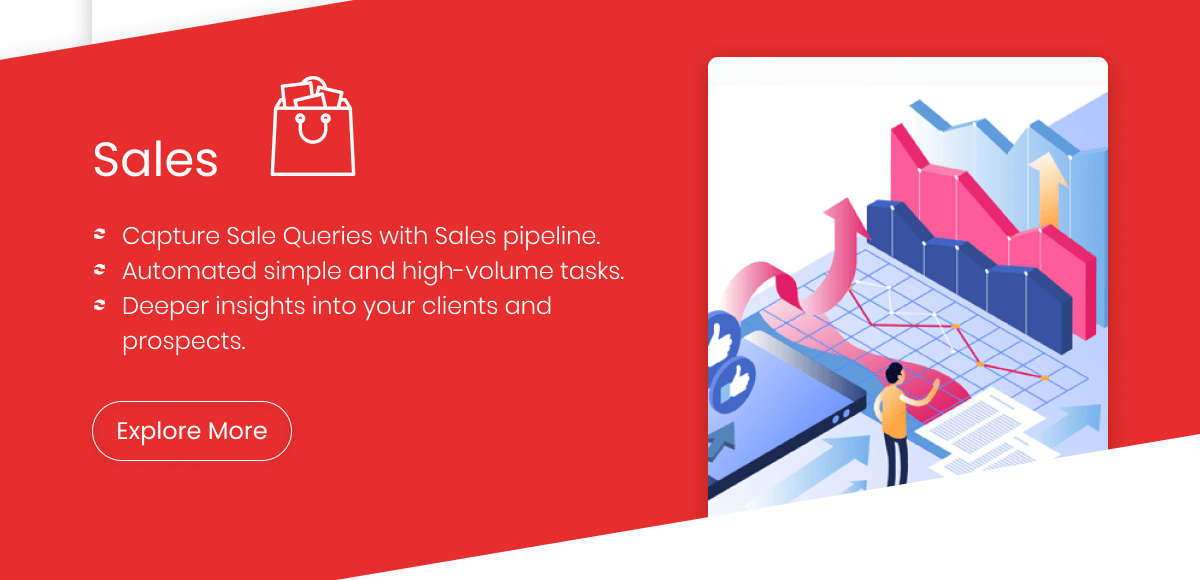 Sales
Capture Sale Queries with Sales pipeline.
Automated simple and high-volume tasks.
Deeper insights into your clients and
prospects.
Explore More